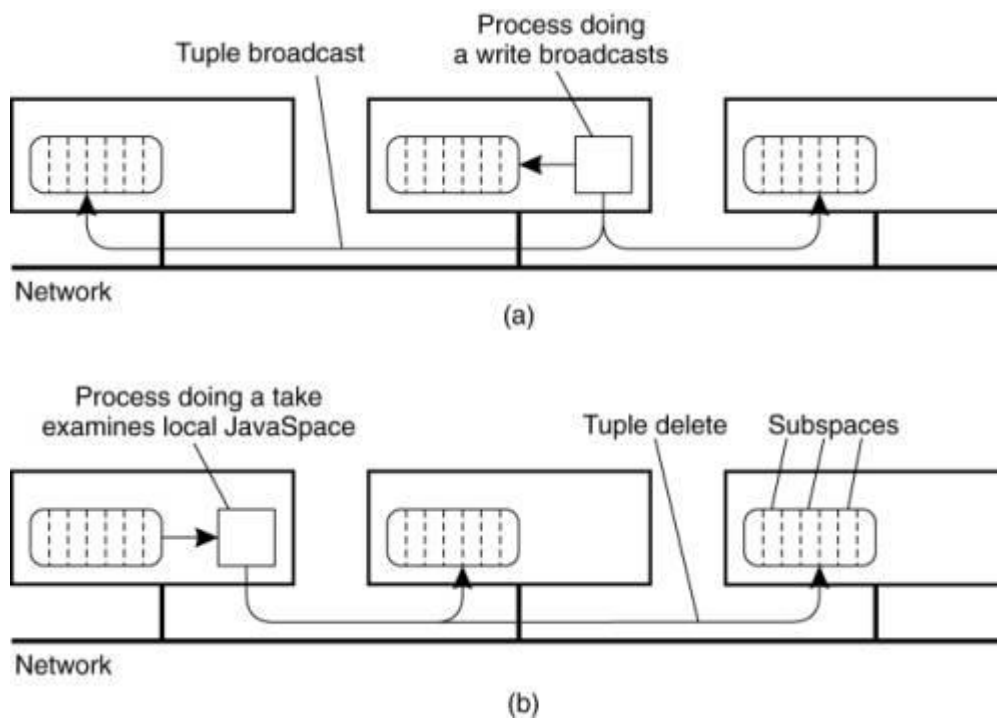 Tuple broadcast
Process doing
a write broadcasts
Network
(a)
Process doing a take
examines local JavaSpace
Tuple delete
Subspaces
Network
(b)